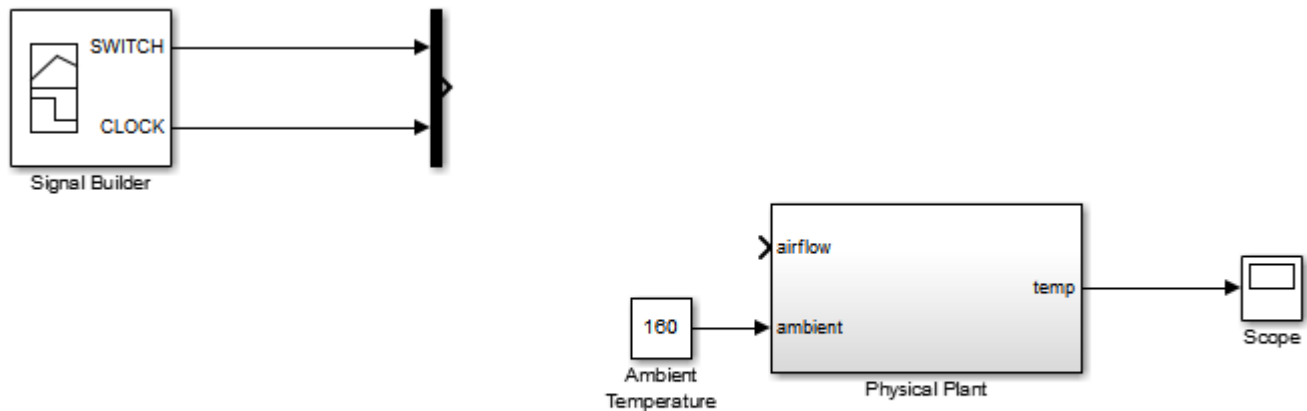 SWITCH
CLOCK
Signal Builder
airflow
temp
160
ambient
Scope
Ambient
Temperature
Physical Plant